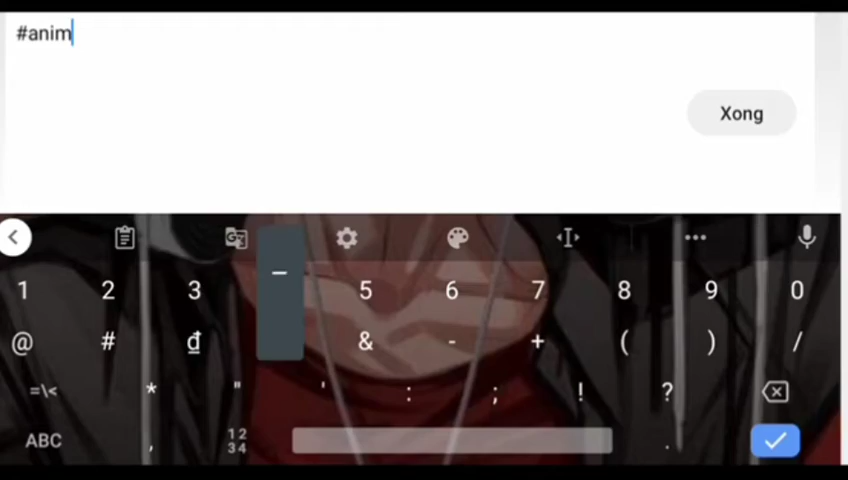 #anim
Xong
1 2 3 5 6 7 8 9 0
@ # đ _ & - + ( ) /
=\< * " ' : ; ! ?
ABC , 12 34 .